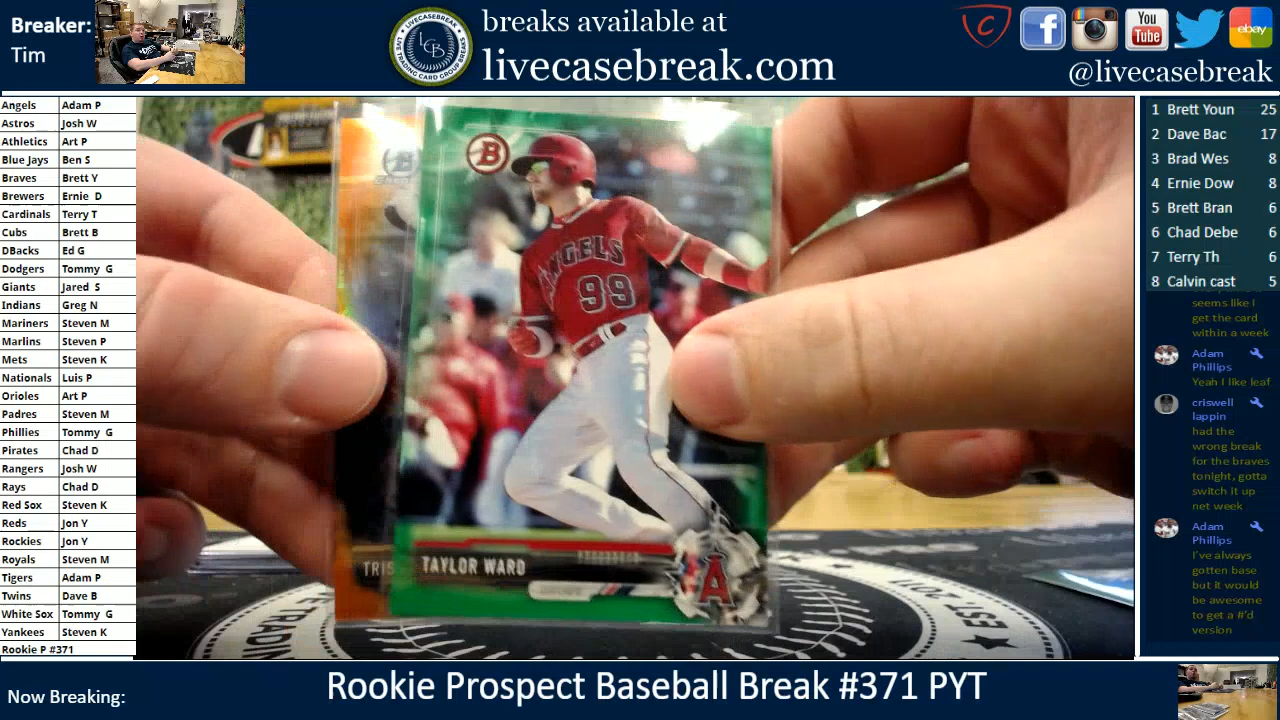 Breaker:
Tim
breaks available at
livecasebreak.com
You
Tube
ebay
@livecasebreak
Angels Adam P
Astros Josh W
Athletics Art P
Blue Jays Ben S
Braves Brett Y
Brewers Ernie D
Cardinals Terry T
Cubs Brett B
DBacks Ed G
Dodgers Tommy G
Giants Jared S
Indians Greg N
Mariners Steven M
Marlins Steven P
Mets Steven K
Nationals Luis P
Orioles Art P
Padres Steven M
Phillies Tommy G
Pirates Chad D
Rangers Josh W
Rays Chad D
Red Sox Steven K
Reds Jon Y
Rockies Jon Y
Royals Steven M
Tigers Adam P
Twins Dave B
White Sox Tommy G
Yankees Steven K
Rookie P #371
B
ANGELS
99
TRIS
TAYLOR WARD
A
1 Brett Youn 25
2 Dave Bac 17
3 Brad Wes 8
4 Ernie Dow 8
5 Brett Bran 6
6 Chad Debe 6
7 Terry Th 6
8 Calvin cast 5
seems like I
get the card
within a week
Adam
Phillips
Yeah I like leaf
criswell
lappin
had the
wrong break
for the braves
tonight, gotta
switch it up
net week
Adam
Phillips
I've always
gotten base
but it would
be awesome
to get a #'d
version
Now Breaking:
Rookie Prospect Baseball Break #371 PYT